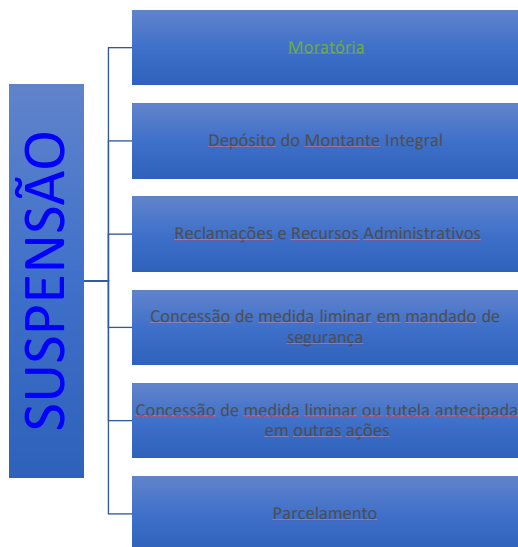 SUSPENSÃO
Moratória
Depósito do Montante Integral
Reclamações e Recursos Administrativos
Concessão de medida liminar em mandado de
segurança
Concessão de medida liminar ou tutela antecipada
em outras ações
Parcelamento